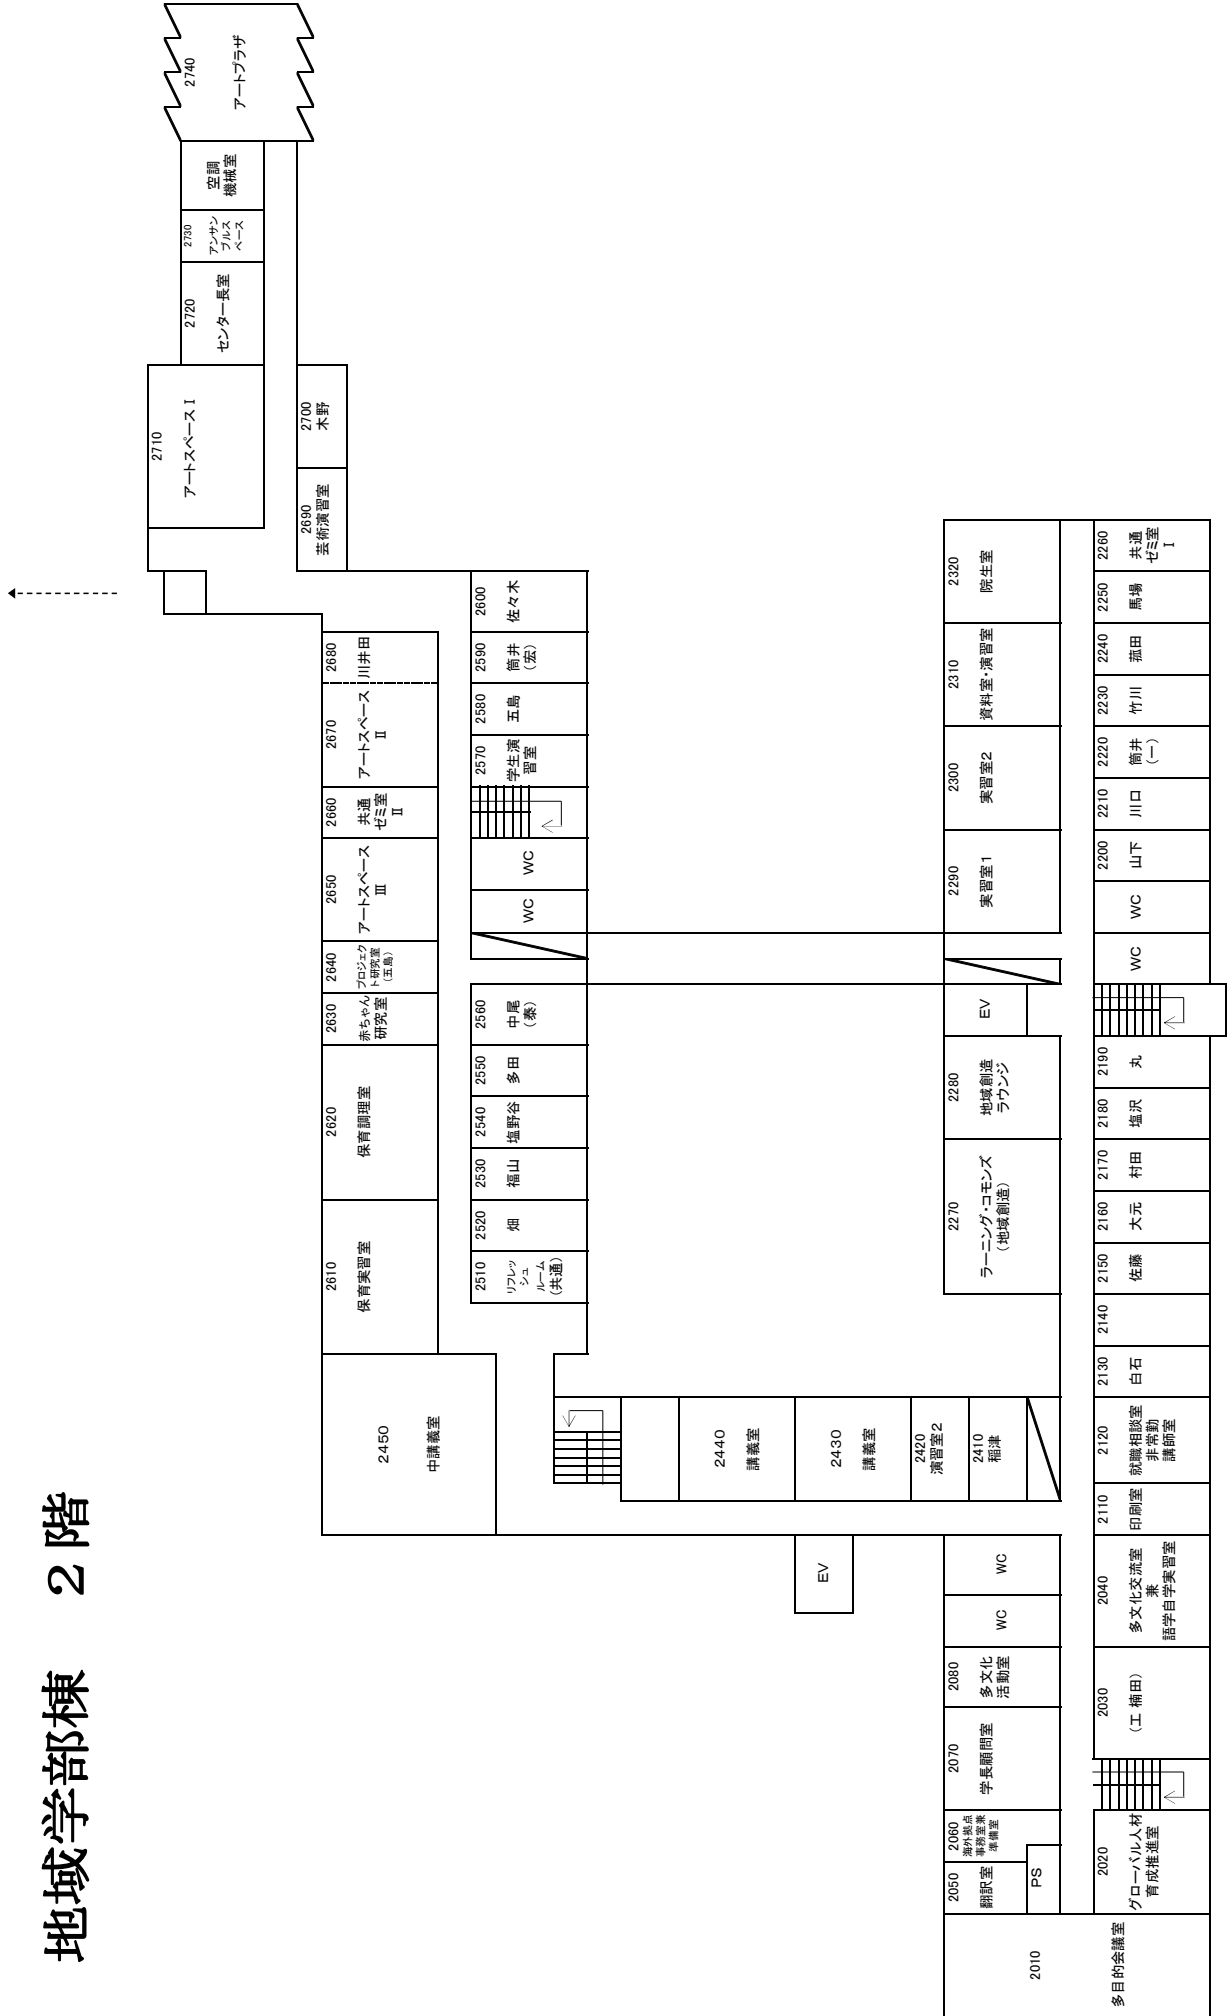 地域学部棟　２階
2740
アートプラザ
空調
機械室
2730
アンサン
ブルス
ペース
2720
センター長室
2710
アートスペースⅠ
2700
木野
2690
芸術演習室
2680
川井田
2670
アートスペース
Ⅱ
2660
共通
ゼミ室
Ⅱ
2650
アートスペース
Ⅲ
2640
プロジェク
ト研究室
(五島)
2630
赤ちゃん
研究室
2620
保育調理室
2610
保育実習室
2600
佐々木
2590
筒井
(宏)
2580
五島
2570
学生演
習室
WC
WC
2560
中尾
(泰)
2550
多田
2540
塩野谷
2530
福山
2520
畑
2510
リフレッ
シュ
ルーム
(共通)
2450
中講義室
2440
講義室
2430
講義室
2420
演習室2
2410
稲津
EV
2320
院生室
2310
資料室・演習室
2300
実習室2
2290
実習室1
EV
2280
地域創造
ラウンジ
2270
ラーニング・コモンズ
(地域創造)
2260
共通
ゼミ室
Ⅰ
2250
馬場
2240
菰田
2230
竹川
2220
筒井
(一)
2210
川口
2200
山下
WC
WC
2190
丸
2180
塩沢
2170
村田
2160
大元
2150
佐藤
2140
2130
白石
2120
就職相談室
非常勤
講師室
2110
印刷室
2040
多文化交流室
兼
語学自学実習室
2030
(工 楠田)
WC
WC
2080
多文化
活動室
2070
学長顧問室
2060
海外拠点
事務室兼
準備室
2050
翻訳室
PS
2020
グローバル人材
育成推進室
2010
多目的会議室